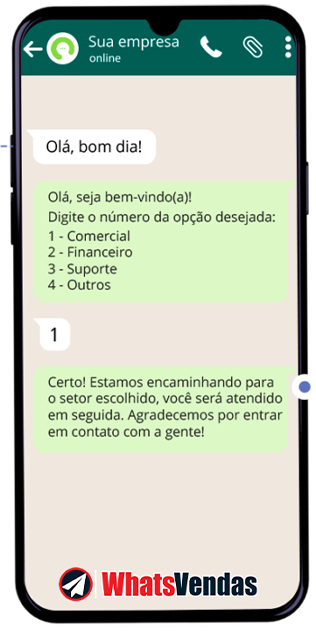 Sua empresa
online
Olá, bom dia!
Olá, seja bem-vindo(a)!
Digite o número da opção desejada:
1 - Comercial
2 - Financeiro
3 - Suporte
4 - Outros
1
Certo! Estamos encaminhando para
o setor escolhido, você será atendido
em seguida. Agradecemos por entrar
em contato com a gente!
WhatsVendas